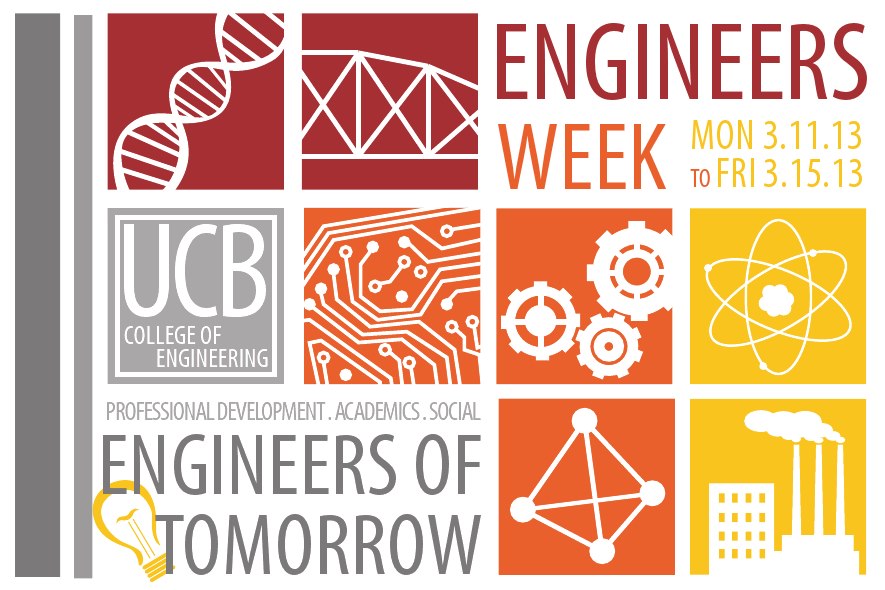 ENGINEERS
WEEK
MON 3.11.13
TO FRI 3.15.13
UCB
COLLEGE OF
ENGINEERING
PROFESSIONAL DEVELOPMENT . ACADEMICS . SOCIAL
ENGINEERS OF
TOMORROW